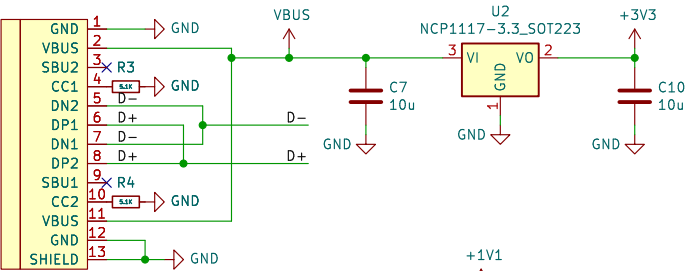 U2
VBUS
NCP1117-3.3_SOT223
+3V3
GND 1 GND
VBUS 2
SBU2 3 R3
CC1 4 5.1K GND
DN2 5 D-
DP1 6 D+ D-
DN1 7 D-
DP2 8 D+ D+
SBU1 9 R4
CC2 10 5.1K GND
VBUS 11
GND 12
SHIELD 13 GND
3 VI VO 2
GND
1
C7
10u
GND
GND
C10
10u
GND
+1V1